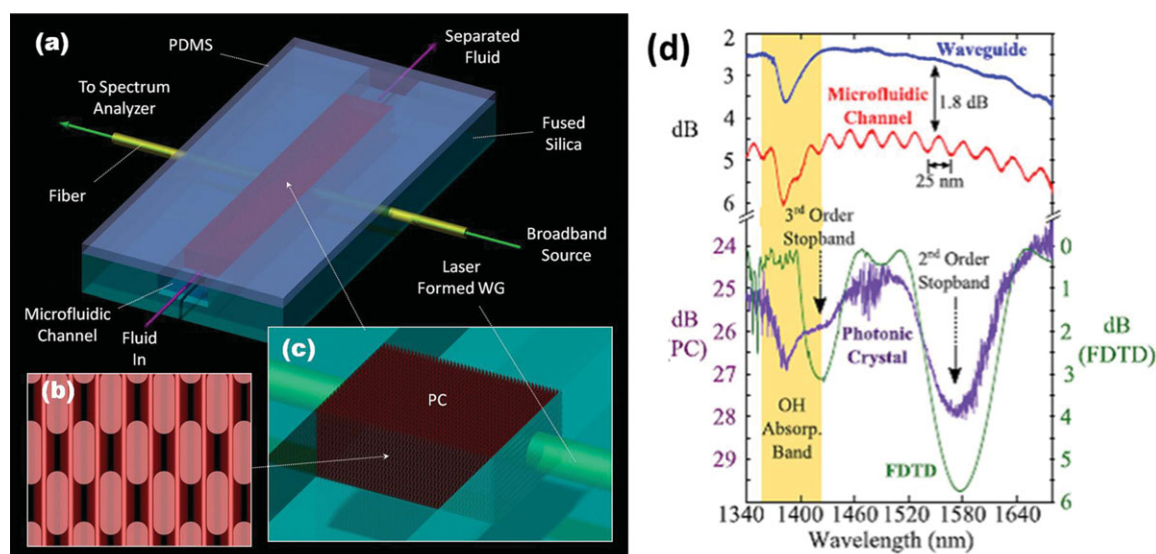 (a)
PDMS
Separated
Fluid
To Spectrum
Analyzer
Fused
Silica
Fiber
Broadband
Source
Laser
Formed WG
Microfluidic
Channel
Fluid
In
(b)
(c)
PC
(d)
2
3
4
5
6
dB
Waveguide
Microfluidic
Channel
1.8 dB
25 nm
3rd Order
Stopband
2nd Order
Stopband
24
25
26
27
28
29
dB
(PC)
Photonic
Crystal
OH
Absorp.
Band
FDTD
0
1
2
3
4
5
6
dB
(FDTD)
1340 1400 1460 1520 1580 1640
Wavelength (nm)